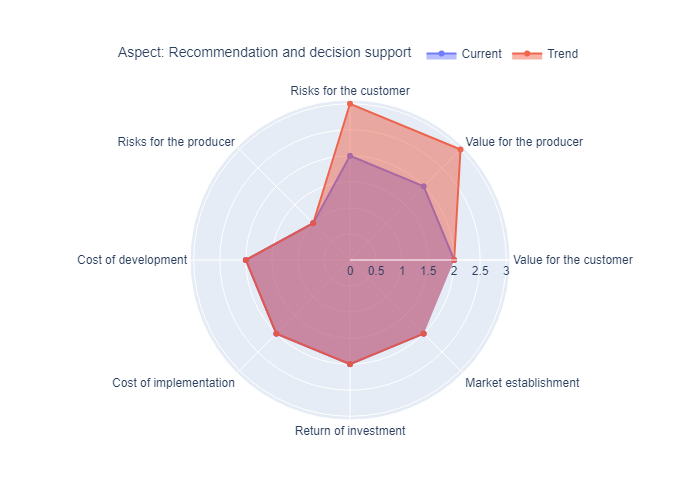 Aspect: Recommendation and decision support
Current
Trend
Risks for the customer
Risks for the producer
Value for the producer
Cost of development
Value for the customer
0 0.5 1 1.5 2 2.5 3
Cost of implementation
Market establishment
Return of investment